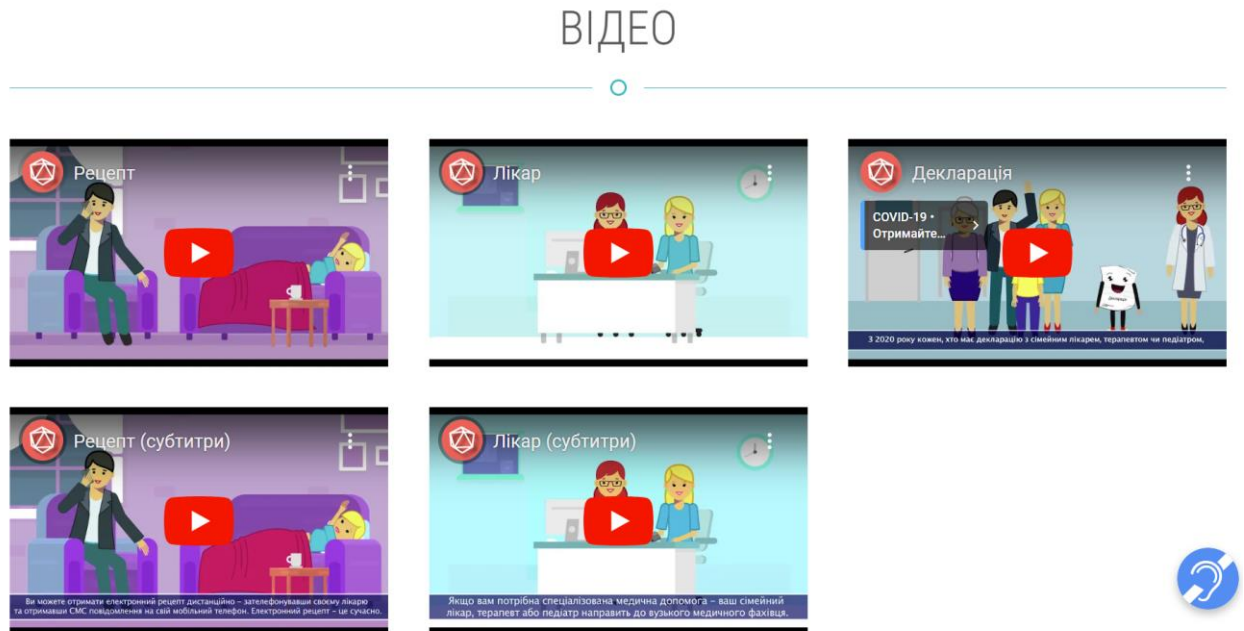 ВІДЕО
Рецепт
Лікар
Декларація
COVID-19 •
Отримайте...
З 2020 року кожен, хто має декларацію з сімейним лікарем, терапевтом чи педіатром,
Рецепт (субтитри)
Ви можете отримати електронний рецепт дистанційно – зателефонувавши своєму лікарю
та отримавши СМС повідомлення на свій мобільний телефон. Електронний рецепт – це сучасно.
Лікар (субтитри)
Якщо вам потрібна спеціалізована медична допомога – ваш сімейний
лікар, терапевт або педіатр направить до вузького медичного фахівця.